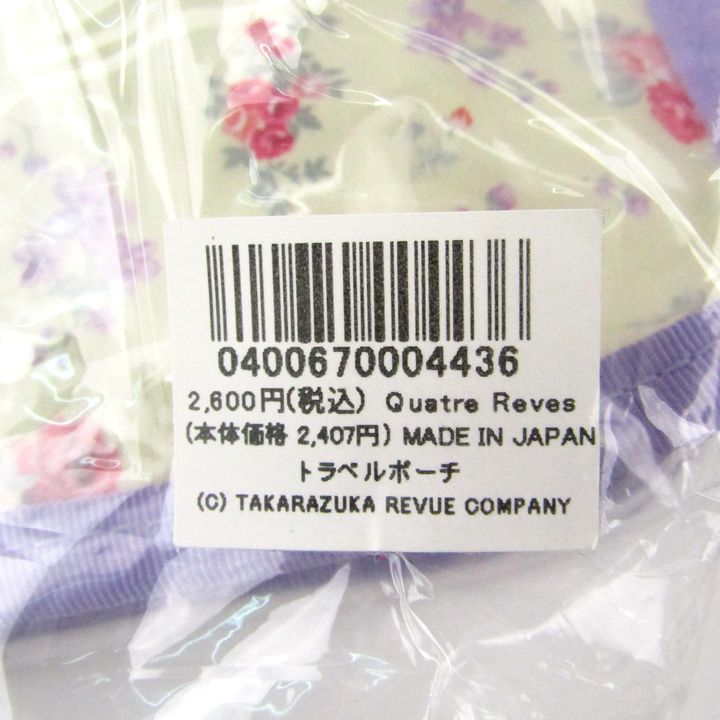 0400670004436
2,600円(税込) Quatre Reves
(本体価格 2,407円) MADE IN JAPAN
トラベルポーチ
(C) TAKARAZUKA REVUE COMPANY